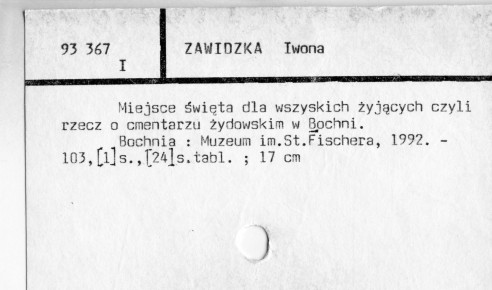 93 367
I
ZAWIDZKA Iwona
Miejsce święta dla wszyskich żyjących czyli
rzecz o cmentarzu żydowskim w Bochni.
Bochnia : Muzeum im.St.Fischera, 1992. -
103,[1]s.,[24]s.tabl. ; 17 cm